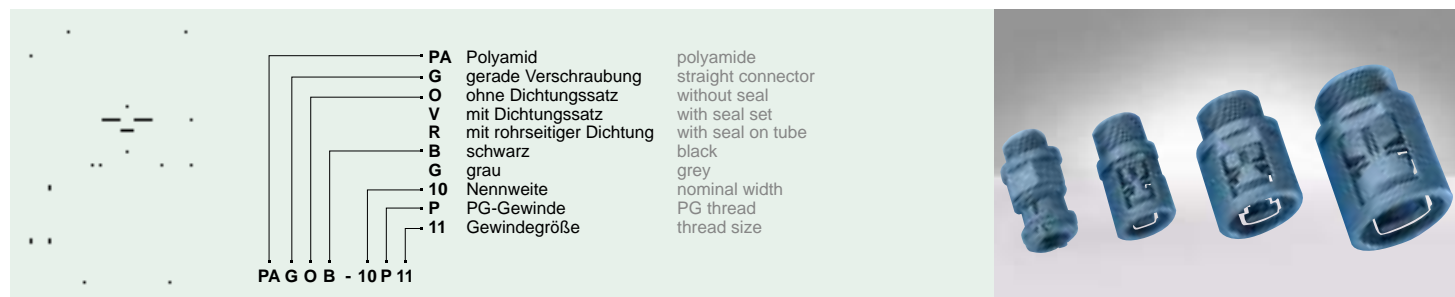 PA Polyamid polyamide
G gerade Verschraubung straight connector
O ohne Dichtungssatz without seal
V mit Dichtungssatz with seal set
R mit rohrseitiger Dichtung with seal on tube
B schwarz black
G grau grey
10 Nennweite nominal width
P PG-Gewinde PG thread
11 Gewindegröße thread size
PA G O B - 10 P 11